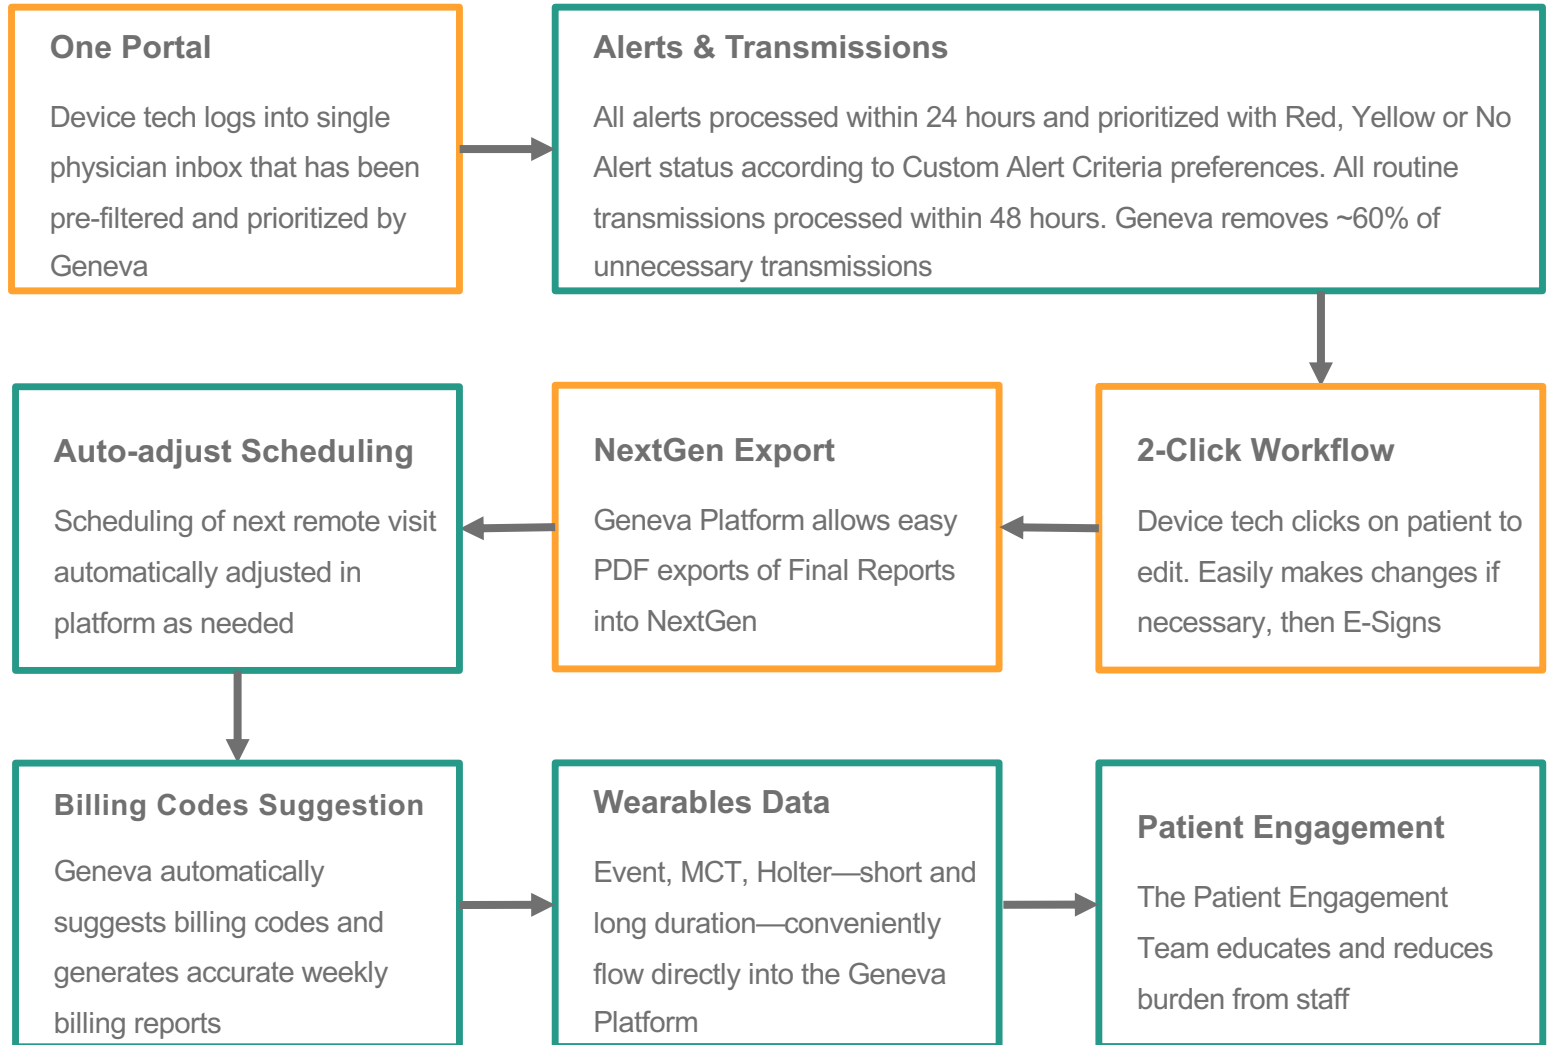 One Portal
Device tech logs into single
physician inbox that has been
pre-filtered and prioritized by
Geneva
Alerts & Transmissions
All alerts processed within 24 hours and prioritized with Red, Yellow or No
Alert status according to Custom Alert Criteria preferences. All routine
transmissions processed within 48 hours. Geneva removes ~60% of
unnecessary transmissions
2-Click Workflow
Device tech clicks on patient to
edit. Easily makes changes if
necessary, then E-Signs
NextGen Export
Geneva Platform allows easy
PDF exports of Final Reports
into NextGen
Auto-adjust Scheduling
Scheduling of next remote visit
automatically adjusted in
platform as needed
Billing Codes Suggestion
Geneva automatically
suggests billing codes and
generates accurate weekly
billing reports
Wearables Data
Event, MCT, Holter—short and
long duration—conveniently
flow directly into the Geneva
Platform
Patient Engagement
The Patient Engagement
Team educates and reduces
burden from staff